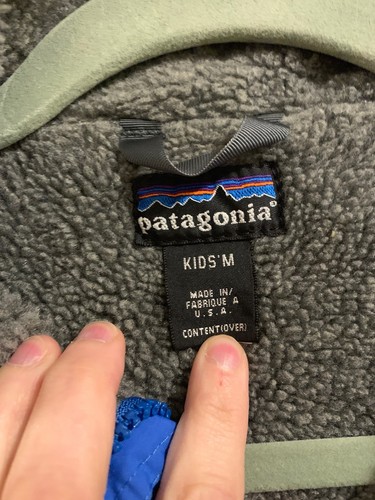 patagonia®
KIDS' M
MADE IN/
FABRIQUE A
U.S.A.
CONTENT(OVER)